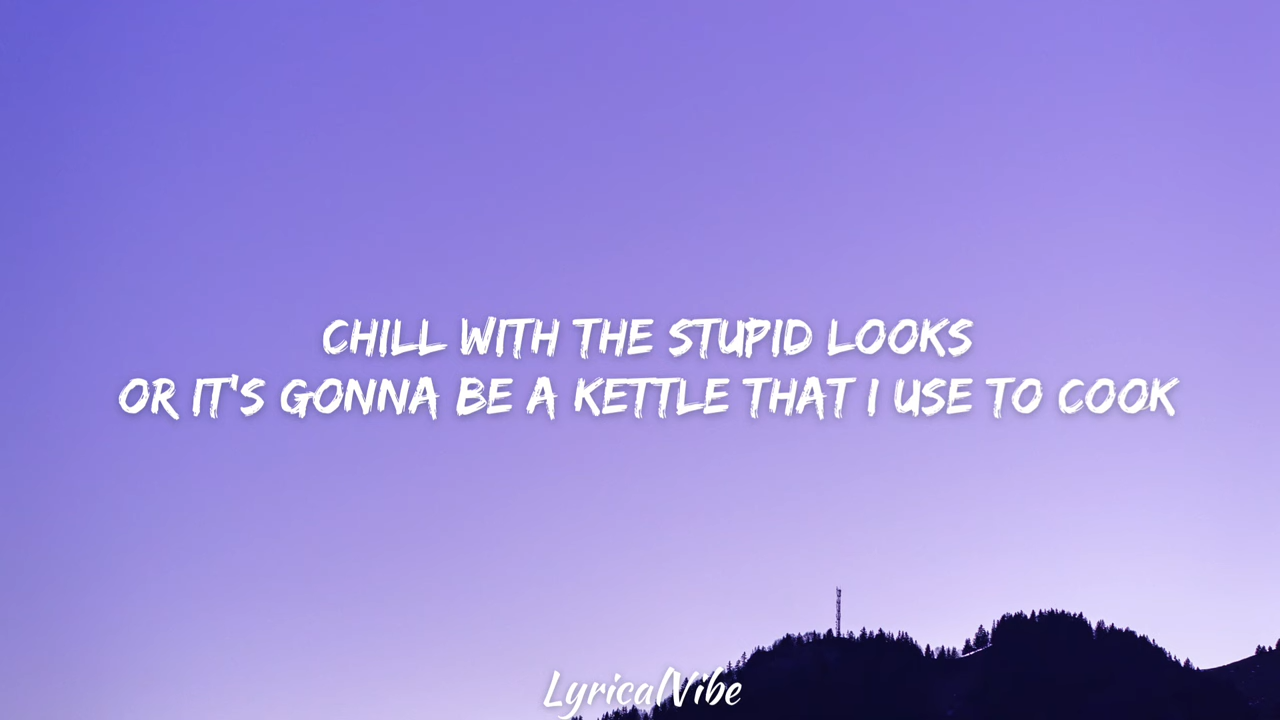 CHILL WITH THE STUPID LOOKS
OR IT'S GONNA BE A KETTLE THAT I USE TO COOK
LyricalVibe